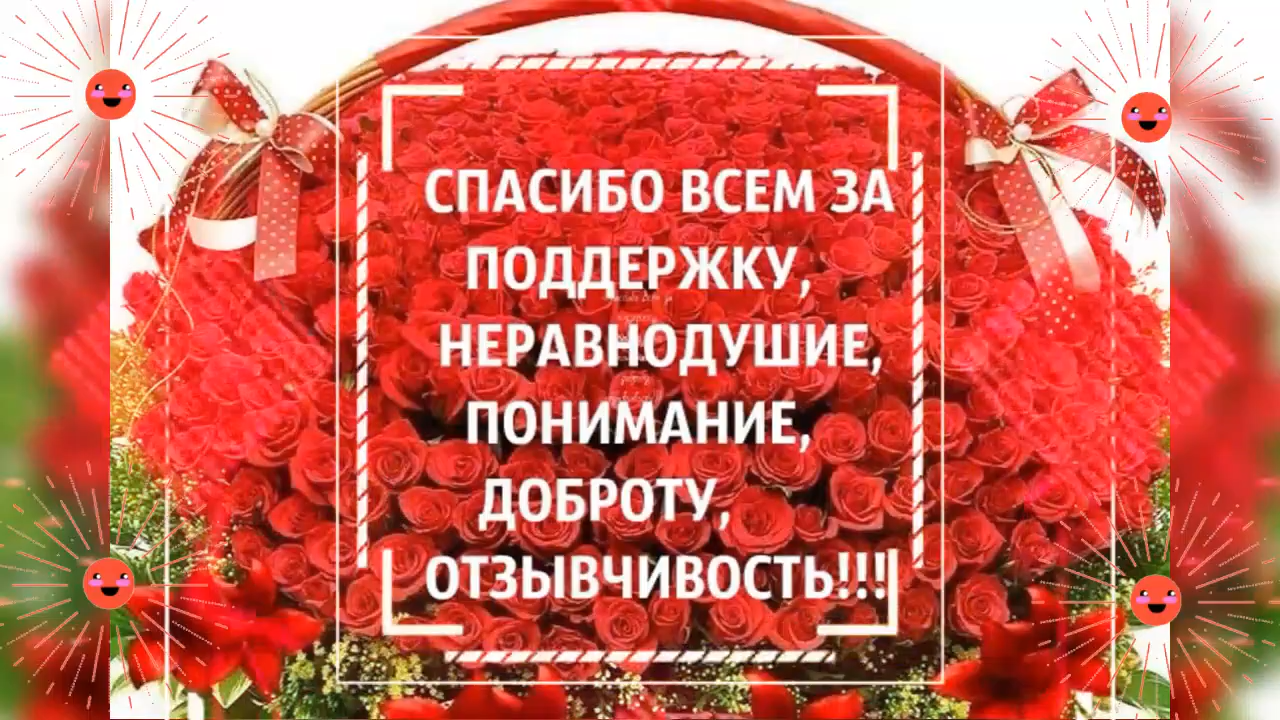 СПАСИБО ВСЕМ ЗА
ПОДДЕРЖКУ,
НЕРАВНОДУШИЕ,
ПОНИМАНИЕ,
ДОБРОТУ,
ОТЗЫВЧИВОСТЬ!!!